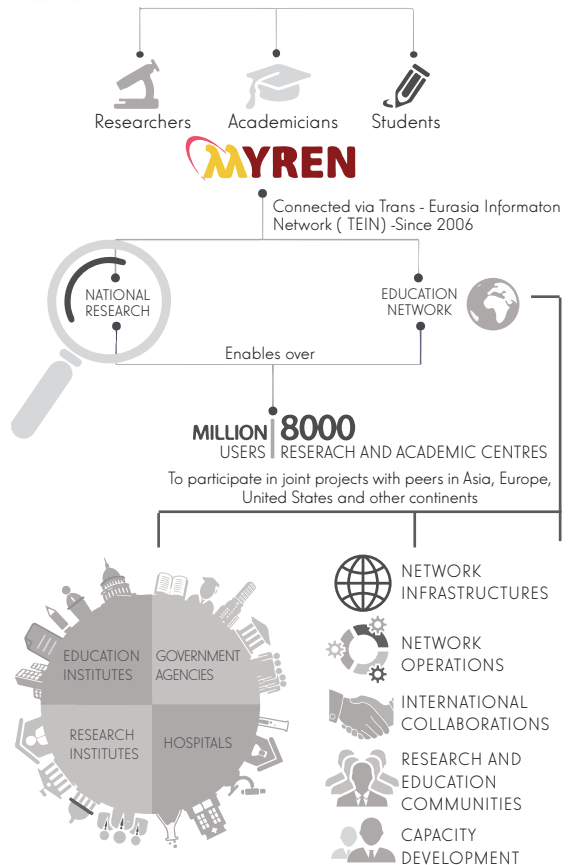 Researchers
Academicians
Students
MYREN
Connected via Trans - Eurasia Informaton
Network ( TEIN) -Since 2006
NATIONAL
RESEARCH
EDUCATION
NETWORK
Enables over
MILLION
USERS
8000
RESERACH AND ACADEMIC CENTRES
To participate in joint projects with peers in Asia, Europe,
United States and other continents
EDUCATION
INSTITUTES
GOVERNMENT
AGENCIES
RESEARCH
INSTITUTES
HOSPITALS
NETWORK
INFRASTRUCTURES
NETWORK
OPERATIONS
INTERNATIONAL
COLLABORATIONS
RESEARCH AND
EDUCATION
COMMUNITIES
CAPACITY
DEVELOPMENT